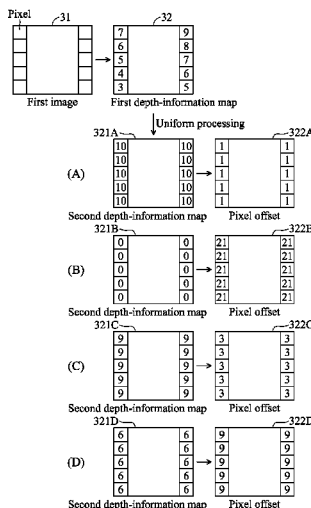 Pixel 31 32
7 9
6 8
5 7
4 6
3 5
First image First depth-information map
Uniform processing
321A 322A
10 10 1 1
10 10 1 1
(A) 10 10 1 1
10 10 1 1
10 10 1 1
Second depth-information map Pixel offset
321B 322B
0 0 21 21
0 0 21 21
(B) 0 0 21 21
0 0 21 21
0 0 21 21
Second depth-information map Pixel offset
321C 322C
9 9 3 3
9 9 3 3
(C) 9 9 3 3
9 9 3 3
9 9 3 3
Second depth-information map Pixel offset
321D 322D
6 6 9 9
6 6 9 9
(D) 6 6 9 9
6 6 9 9
6 6 9 9
Second depth-information map Pixel offset